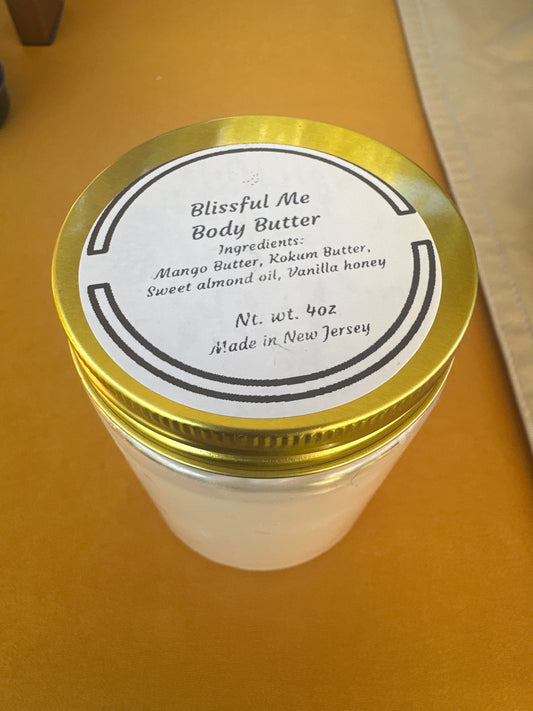 Blissful Me
Body Butter
Ingredients:
Mango Butter, Kokum Butter,
Sweet almond oil, Vanilla honey
Nt. wt. 4oz
Made in New Jersey